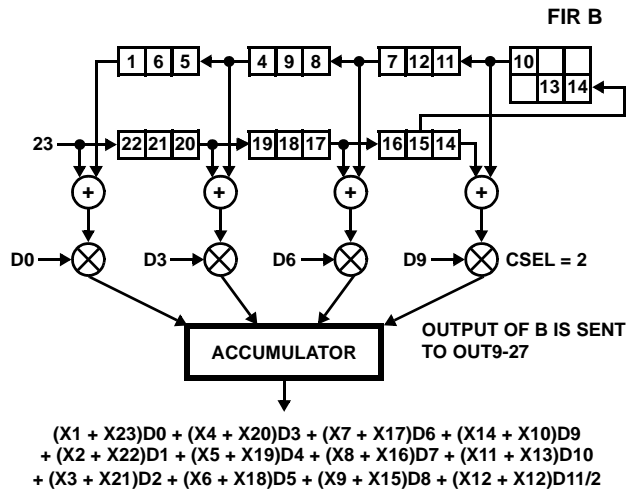 FIR B
1 6 5 4 9 8 7 12 11 10
13 14
23 22 21 20 19 18 17 16 15 14
+ + + +
D0 D3 D6 D9 CSEL = 2
OUTPUT OF B IS SENT
TO OUT9-27
ACCUMULATOR
(X1 + X23)D0 + (X4 + X20)D3 + (X7 + X17)D6 + (X14 + X10)D9
+ (X2 + X22)D1 + (X5 + X19)D4 + (X8 + X16)D7 + (X11 + X13)D10
+ (X3 + X21)D2 + (X6 + X18)D5 + (X9 + X15)D8 + (X12 + X12)D11/2